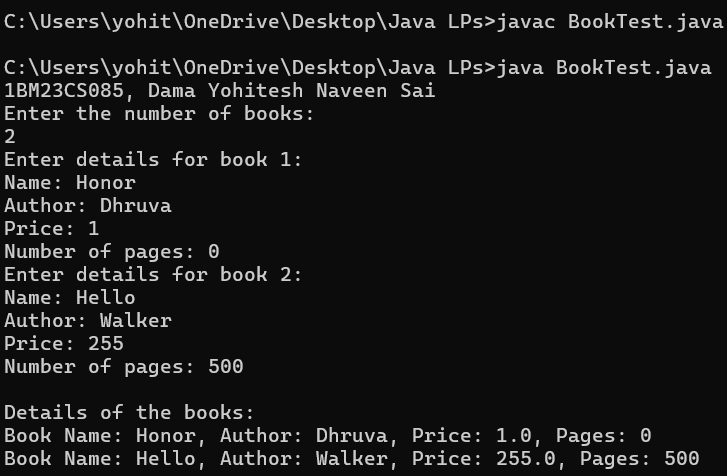 C:\Users\yohit\OneDrive\Desktop\Java LPs>javac BookTest.java
C:\Users\yohit\OneDrive\Desktop\Java LPs>java BookTest.java
1BM23CS085, Dama Yohitesh Naveen Sai
Enter the number of books:
2
Enter details for book 1:
Name: Honor
Author: Dhruva
Price: 1
Number of pages: 0
Enter details for book 2:
Name: Hello
Author: Walker
Price: 255
Number of pages: 500
Details of the books:
Book Name: Honor, Author: Dhruva, Price: 1.0, Pages: 0
Book Name: Hello, Author: Walker, Price: 255.0, Pages: 500